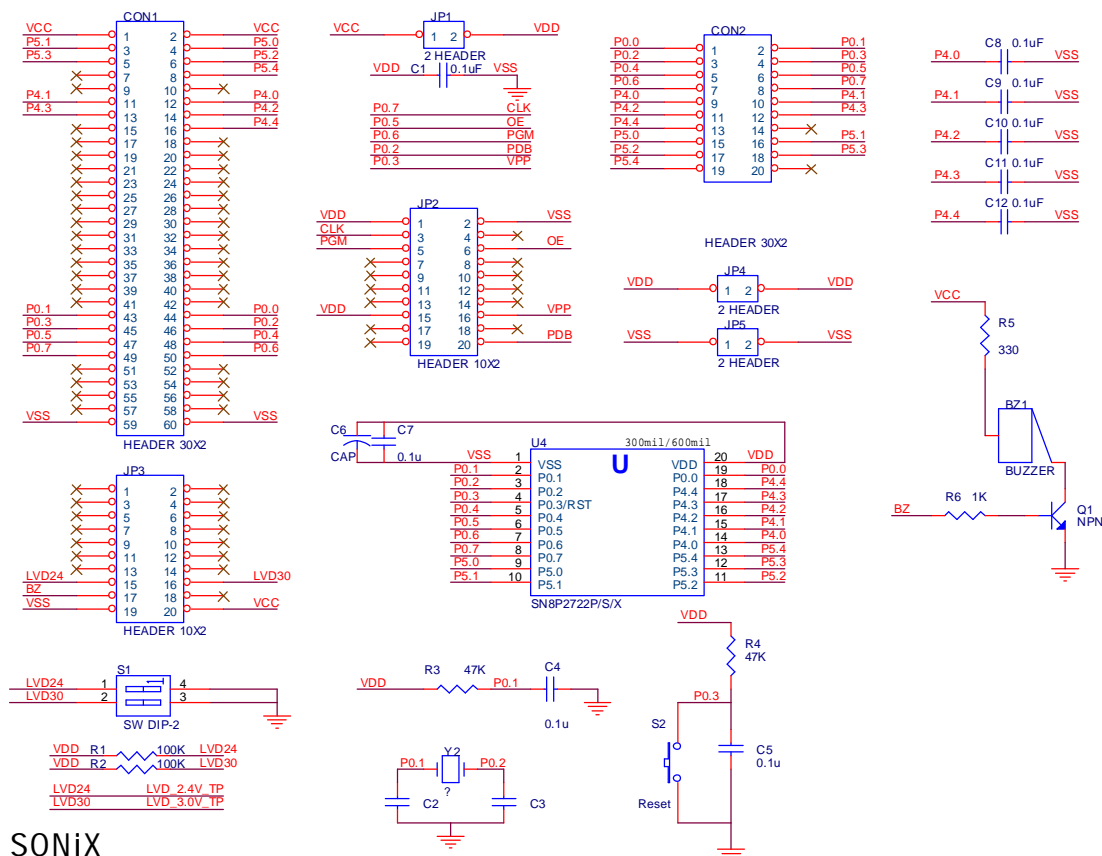 CON1
VCC 1 2 VCC
P5.1 3 4 P5.0
P5.3 5 6 P5.2
7 8 P5.4
9 10
P4.1 11 12 P4.0
P4.3 13 14 P4.2
15 16 P4.4
17 18
19 20
21 22
23 24
25 26
27 28
29 30
31 32
33 34
35 36
37 38
39 40
41 42
P0.1 43 44 P0.0
P0.3 45 46 P0.2
P0.5 47 48 P0.4
P0.7 49 50 P0.6
51 52
53 54
55 56
57 58
VSS 59 60 VSS
HEADER 30X2
JP1
VCC 1 2 VDD
2 HEADER
VDD C1 0.1uF VSS
P0.7 CLK
P0.5 OE
P0.6 PGM
P0.2 PDB
P0.3 VPP
JP2
VDD 1 2 VSS
CLK 3 4
PGM 5 6 OE
7 8
9 10
11 12
13 14
VDD 15 16 VPP
17 18
19 20 PDB
HEADER 10X2
CON2
P0.0 1 2 P0.1
P0.2 3 4 P0.3
P0.4 5 6 P0.5
P0.6 7 8 P0.7
P4.0 9 10 P4.1
P4.2 11 12 P4.3
P4.4 13 14
P5.0 15 16 P5.1
P5.2 17 18 P5.3
P5.4 19 20
HEADER 30X2
JP4
VDD 1 2 VDD
2 HEADER
JP5
VSS 1 2 VSS
2 HEADER
P4.0 C8 0.1uF VSS
P4.1 C9 0.1uF VSS
P4.2 C10 0.1uF VSS
P4.3 C11 0.1uF VSS
P4.4 C12 0.1uF VSS
VCC
R5
330
BZ1
BUZZER
BZ R6 1K
Q1
NPN
JP3
1 2
3 4
5 6
7 8
9 10
11 12
13 14
LVD24 15 16 LVD30
BZ 17 18
VSS 19 20 VCC
HEADER 10X2
C6 C7
CAP 0.1u
U4 300mil/600mil
U
VSS 1 VSS VDD 20 VDD
P0.1 2 P0.1 P0.0 19 P0.0
P0.2 3 P0.2 P4.4 18 P4.4
P0.3 4 P0.3/RST P4.3 17 P4.3
P0.4 5 P0.4 P4.2 16 P4.2
P0.5 6 P0.5 P4.1 15 P4.1
P0.6 7 P0.6 P4.0 14 P4.0
P0.7 8 P0.7 P5.4 13 P5.4
P5.0 9 P5.0 P5.3 12 P5.3
P5.1 10 P5.1 P5.2 11 P5.2
SN8P2722P/S/X
S1
LVD24 1 4
LVD30 2 3
SW DIP-2
VDD R1 100K LVD24
VDD R2 100K LVD30
LVD24 LVD_2.4V_TP
LVD30 LVD_3.0V_TP
VDD R3 47K P0.1 C4
0.1u
P0.1 Y2 P0.2
?
C2 C3
VDD
R4
47K
P0.3
S2
C5
0.1u
Reset
SONiX